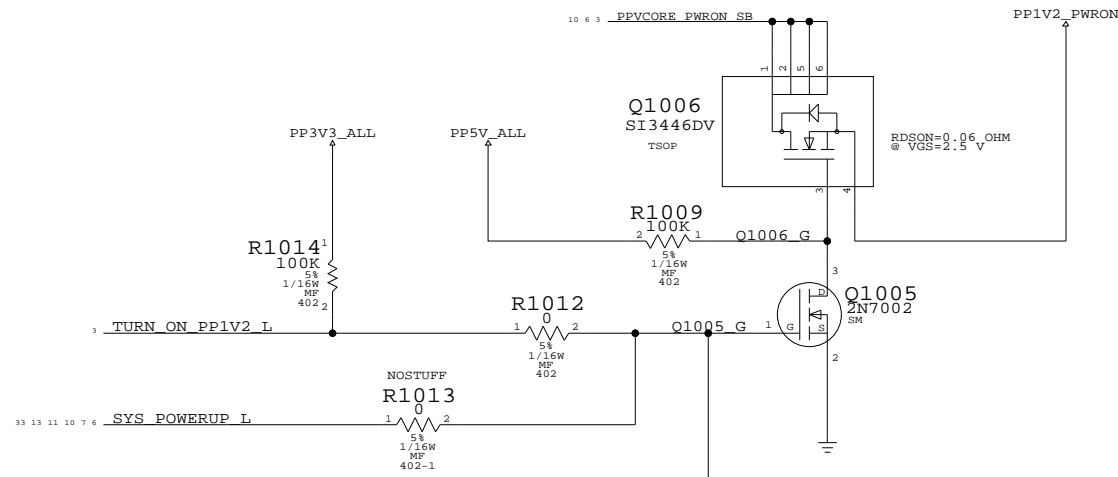 10 6 3 PPVCORE_PWRON_SB
PP1V2_PWRON
1 2 5 6
Q1006
SI3446DV
TSOP
RDSON=0.06 OHM
@ VGS=2.5 V
3 4
PP3V3_ALL
PP5V_ALL
R1009
100K
2 1
5%
1/16W
MF
402
Q1006_G
R1014
1
100K
5%
1/16W
MF
402
2
3
Q1005
2N7002
SM
D
G
S
1
2
3 TURN_ON_PP1V2_L
R1012
0
1 2
5%
1/16W
MF
402
Q1005_G
NOSTUFF
R1013
0
1 2
5%
1/16W
MF
402-1
33 13 11 10 7 6 SYS_POWERUP_L